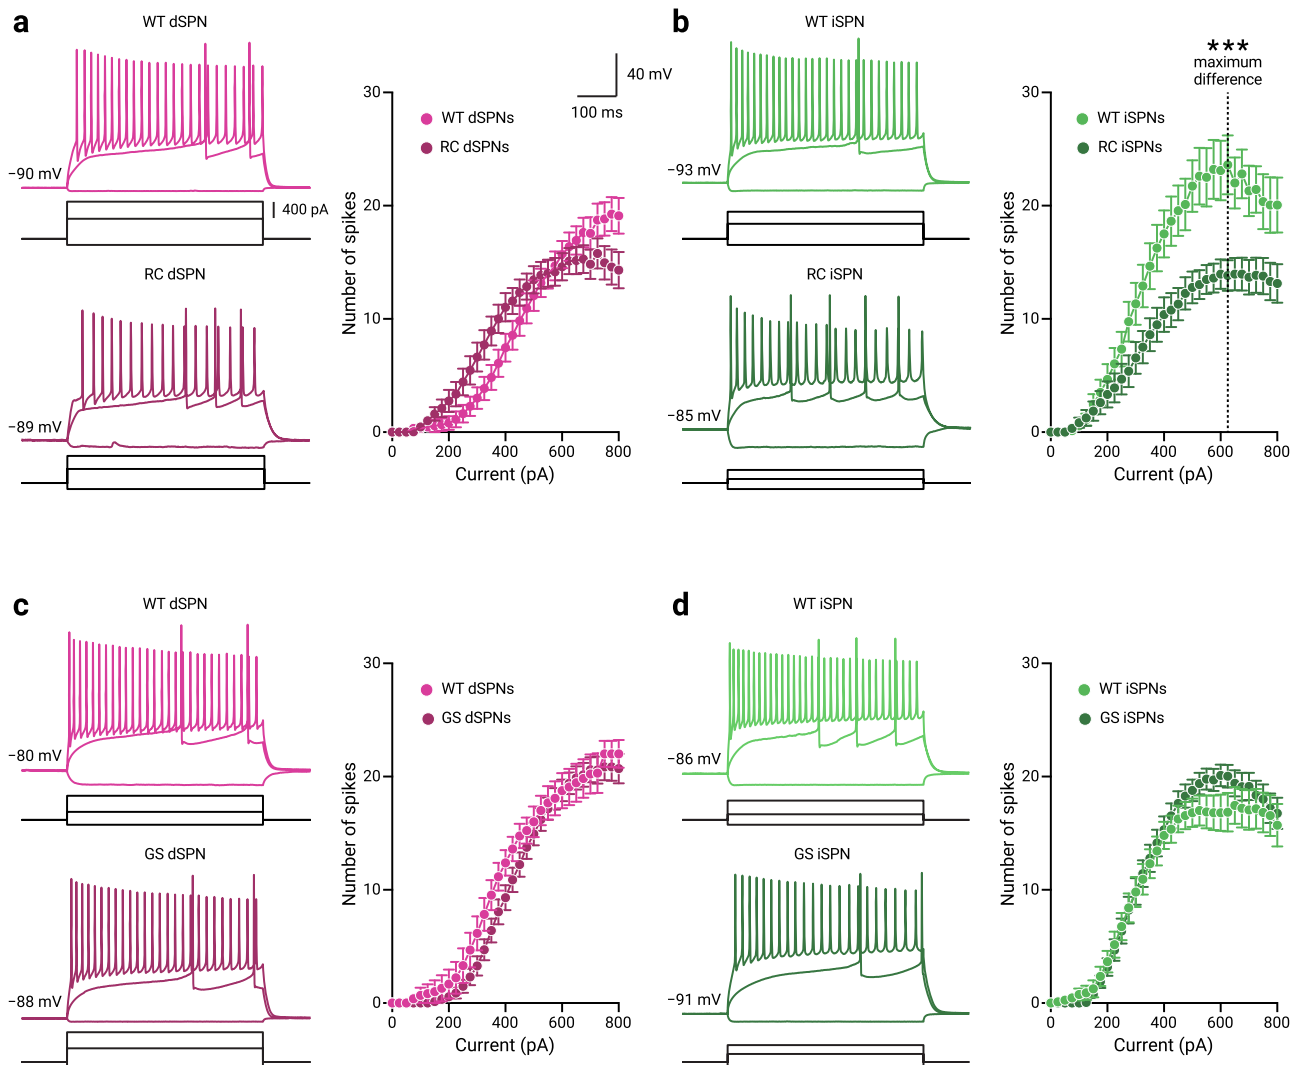 a
WT dSPN
−90 mV
400 pA
RC dSPN
−89 mV
40 mV
100 ms
30
20
10
0
Number of spikes
WT dSPNs
RC dSPNs
0
200
400
600
800
Current (pA)
b
WT iSPN
−93 mV
RC iSPN
−85 mV
***
maximum
difference
30
20
10
0
Number of spikes
WT iSPNs
RC iSPNs
0
200
400
600
800
Current (pA)
c
WT dSPN
−80 mV
GS dSPN
−88 mV
30
20
10
0
Number of spikes
WT dSPNs
GS dSPNs
0
200
400
600
800
Current (pA)
d
WT iSPN
−86 mV
GS iSPN
−91 mV
30
20
10
0
Number of spikes
WT iSPNs
GS iSPNs
0
200
400
600
800
Current (pA)